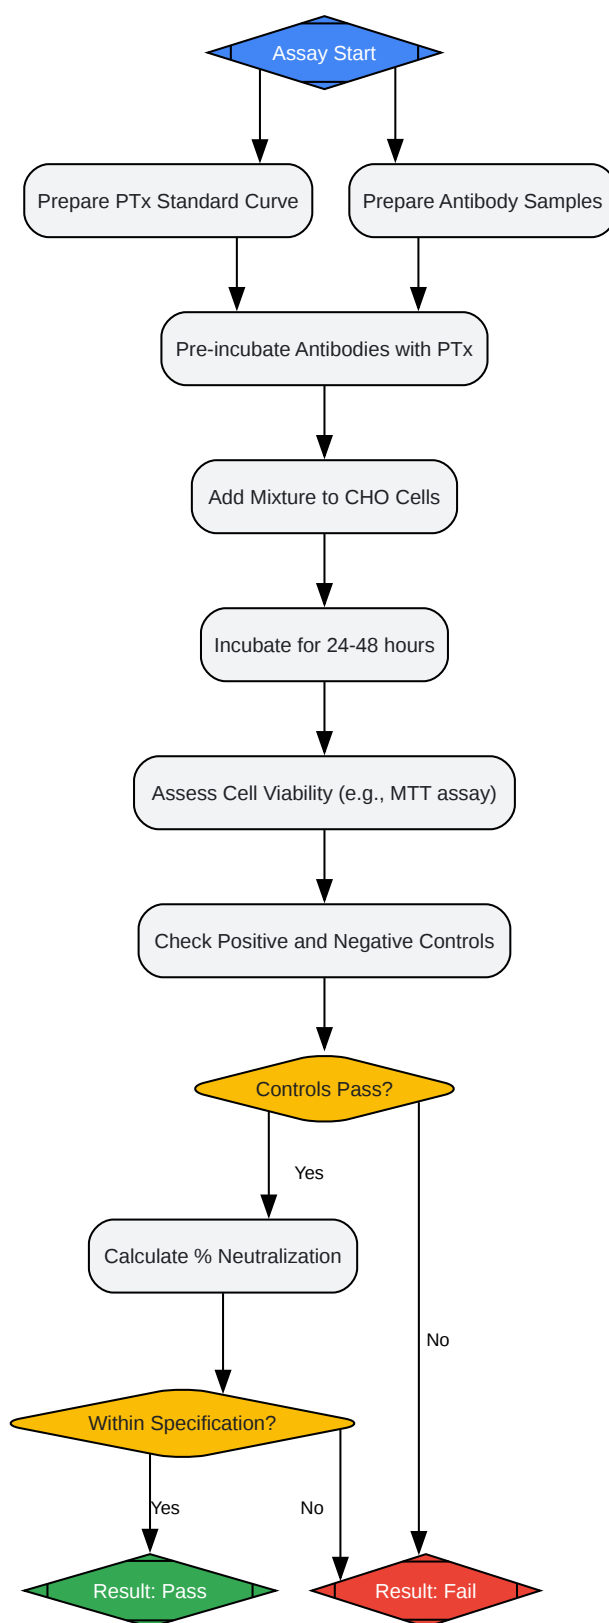 Assay Start
Prepare PTx Standard Curve
Prepare Antibody Samples
Pre-incubate Antibodies with PTx
Add Mixture to CHO Cells
Incubate for 24-48 hours
Assess Cell Viability (e.g., MTT assay)
Check Positive and Negative Controls
Controls Pass?
Yes
Calculate % Neutralization
No
Within Specification?
Yes
No
Result: Pass
Result: Fail